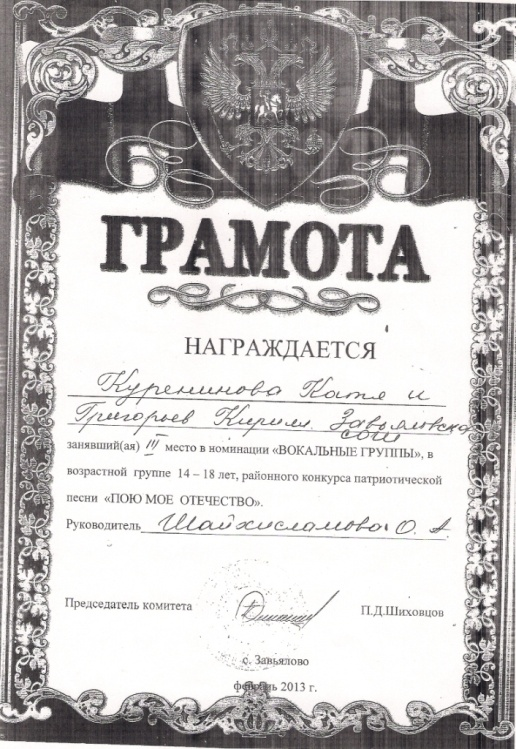 ГРАМОТА
НАГРАЖДАЕТСЯ
Куренинова Катя и
Григорьев Кирил. Завьяловская
СОШ
занявший(ая) III место в номинации «ВОКАЛЬНЫЕ ГРУППЫ», в
возрастной группе 14 – 18 лет, районного конкурса патриотической
песни «ПОЮ МОЕ ОТЕЧЕСТВО».
Руководитель Шайхисламова О. А.
Председатель комитета П.Д.Шиховцов
с. Завьялово
февраль 2013 г.